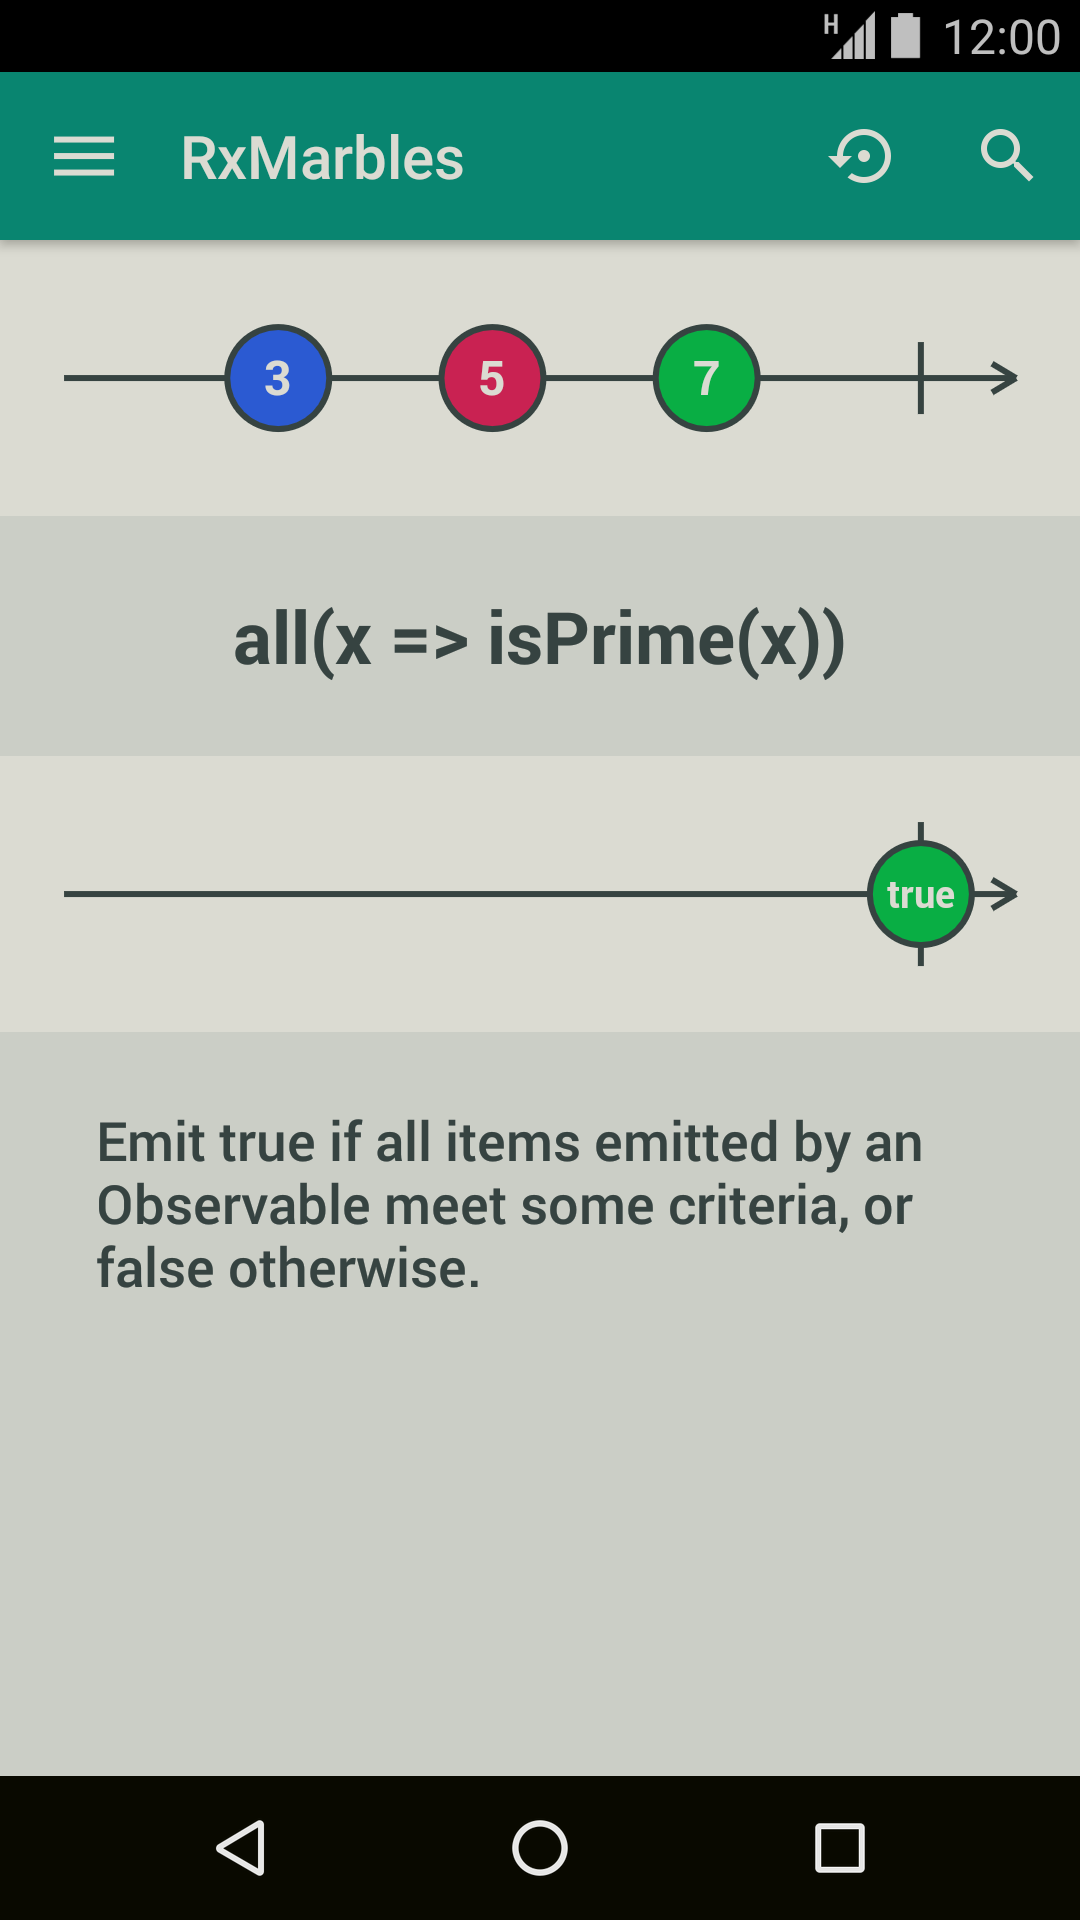 H 12:00
RxMarbles
3 5 7
all(x => isPrime(x))
true
Emit true if all items emitted by an
Observable meet some criteria, or
false otherwise.